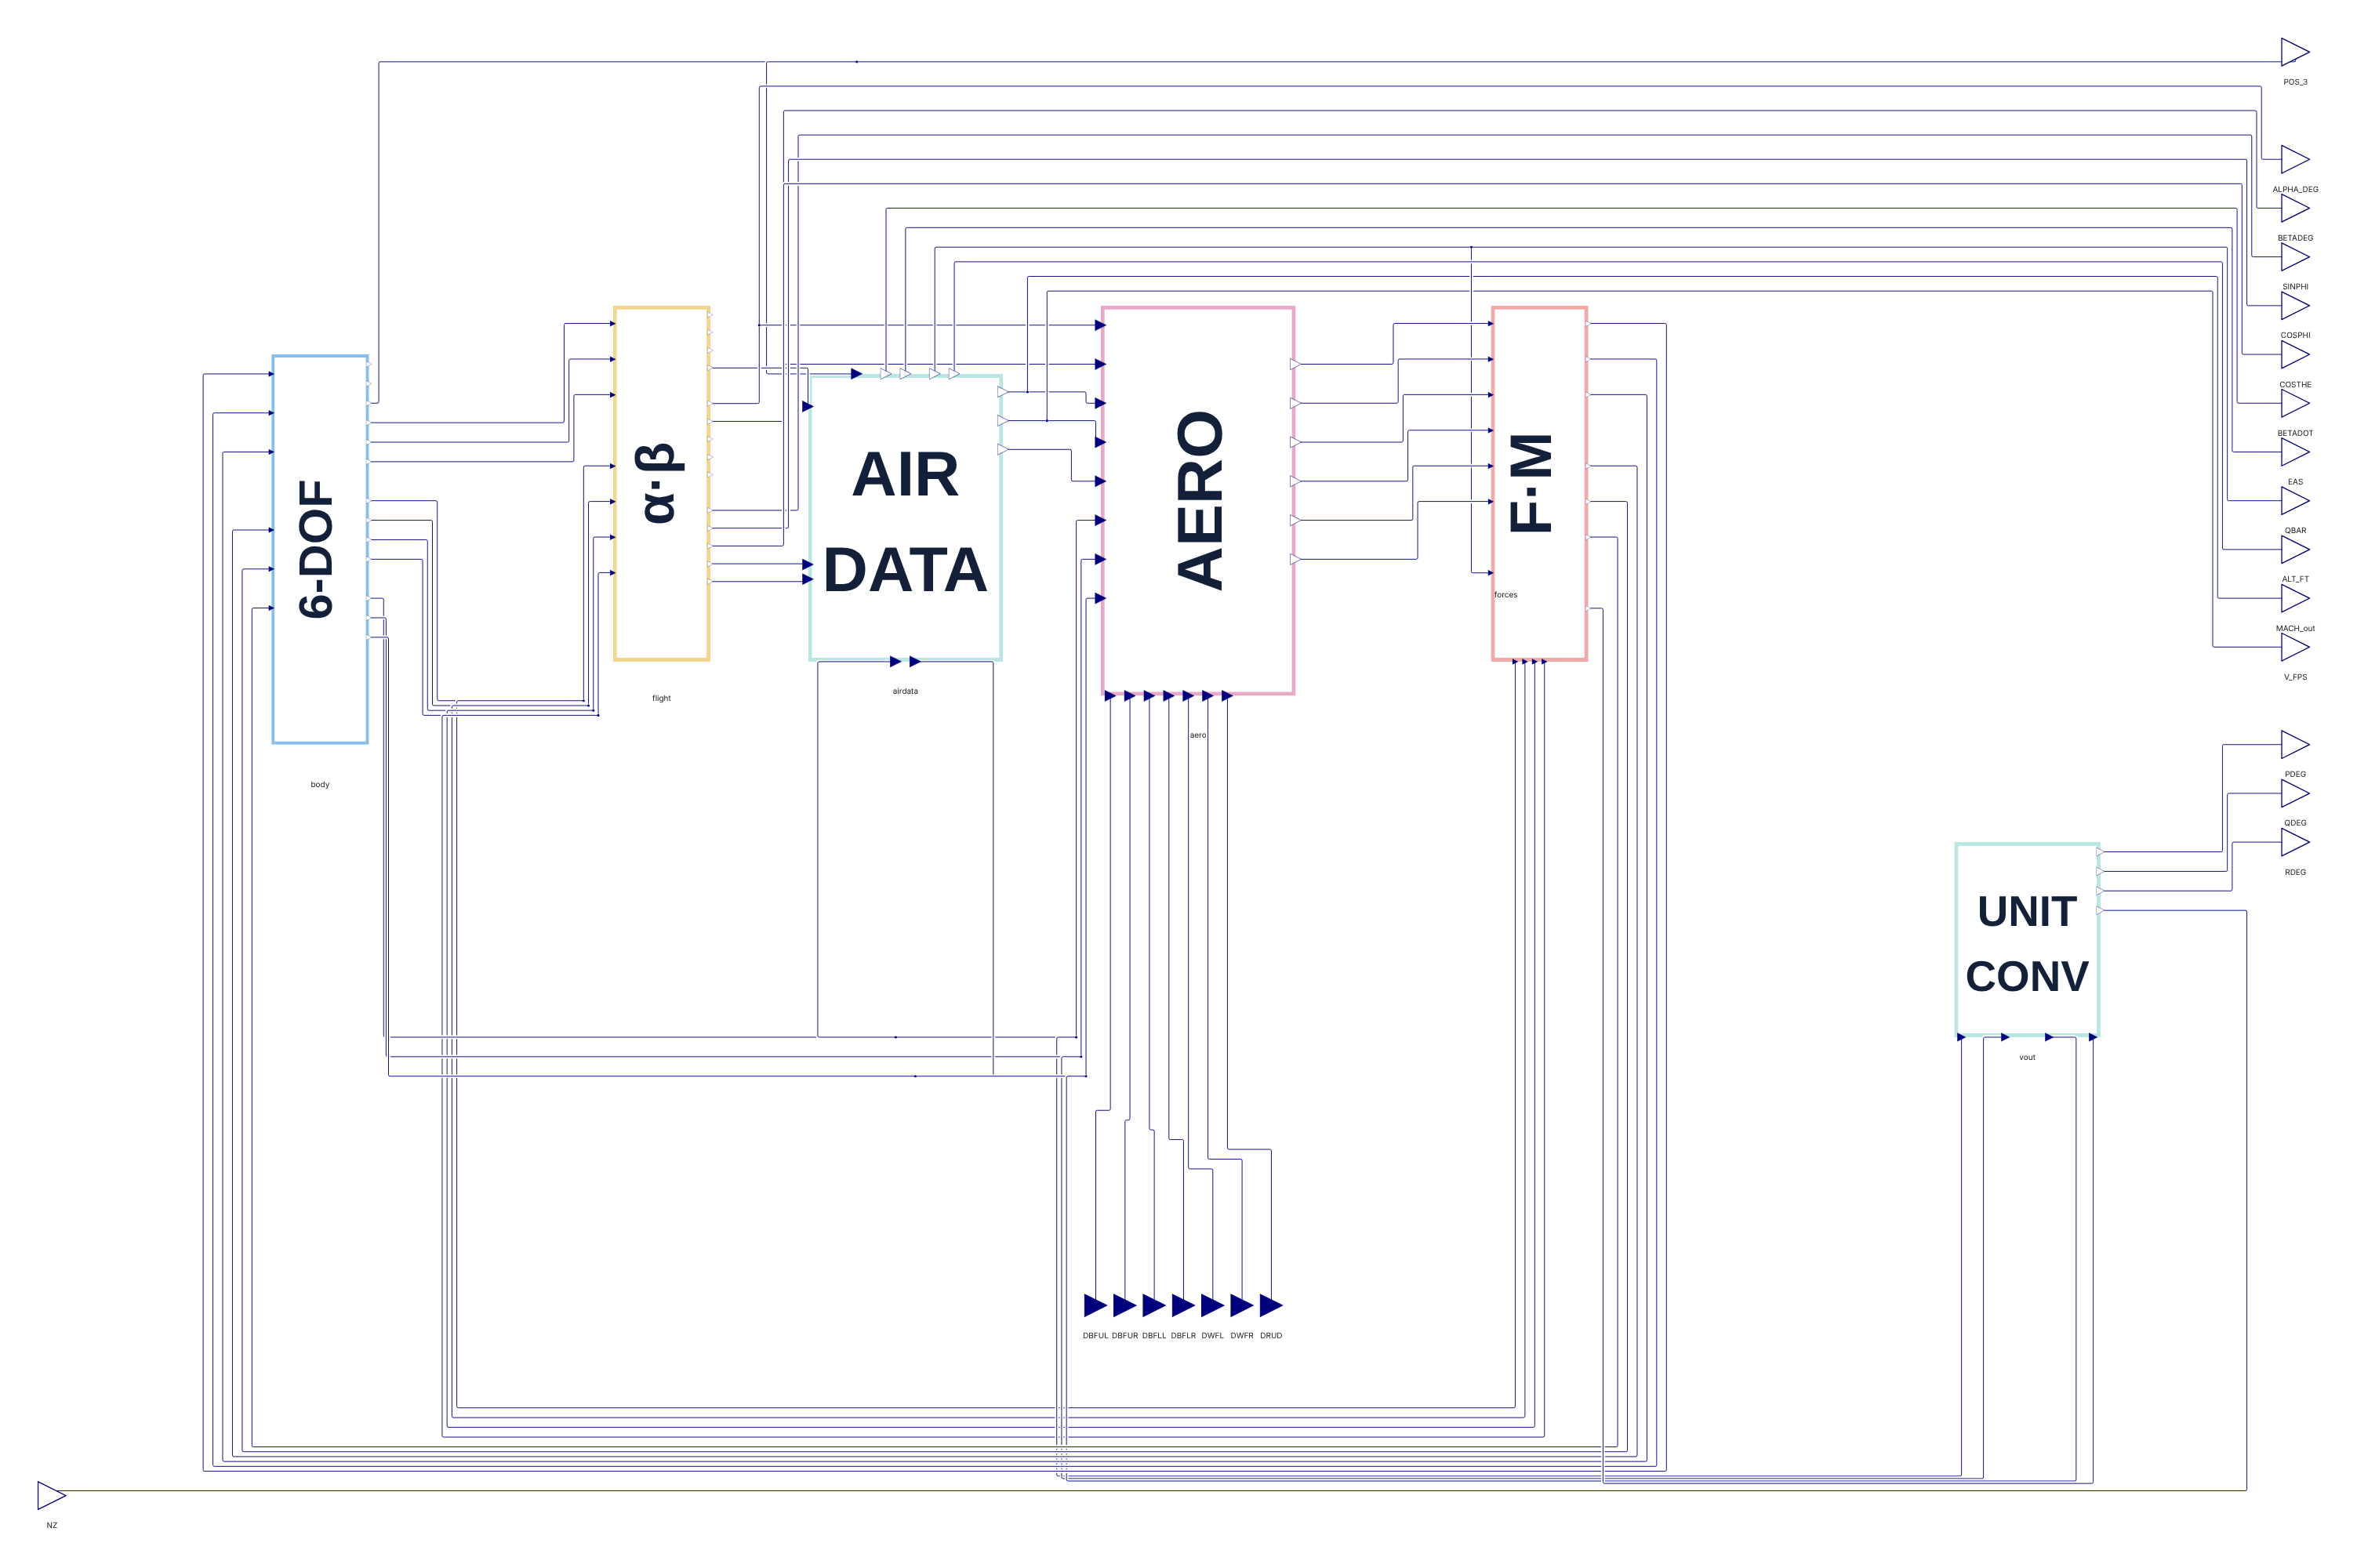 POS_3
ALPHA_DEG
BETADEG
SINPHI
COSPHI
COSTHE
BETADOT
EAS
QBAR
ALT_FT
MACH_out
V_FPS
6-DOF
body
α·β
flight
AIR
DATA
airdata
AERO
aero
F·M
forces
PDEG
QDEG
RDEG
UNIT
CONV
vout
DBFUL DBFUR DBFLL DBFLR DWFL DWFR DRUD
NZ